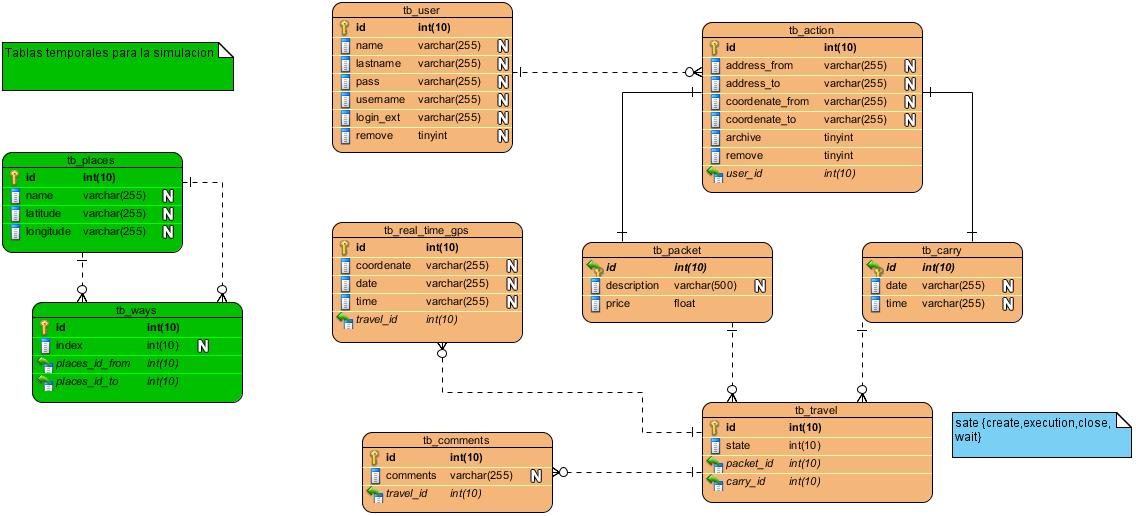 Tablas temporales para la simulacion
tb_user
id int(10)
name varchar(255) N
lastname varchar(255) N
pass varchar(255) N
username varchar(255) N
login_ext varchar(255) N
remove tinyint N
tb_action
id int(10)
address_from varchar(255) N
address_to varchar(255) N
coordenate_from varchar(255) N
coordenate_to varchar(255) N
archive tinyint
remove tinyint
user_id int(10)
tb_places
id int(10)
name varchar(255) N
latitude varchar(255) N
longitude varchar(255) N
tb_real_time_gps
id int(10)
coordenate varchar(255) N
date varchar(255) N
time varchar(255) N
travel_id int(10)
tb_packet
id int(10)
description varchar(500) N
price float
tb_carry
id int(10)
date varchar(255) N
time varchar(255) N
tb_ways
id int(10)
index int(10) N
places_id_from int(10)
places_id_to int(10)
tb_travel
id int(10)
state int(10)
packet_id int(10)
carry_id int(10)
sate {create,execution,close,
wait}
tb_comments
id int(10)
comments varchar(255) N
travel_id int(10)